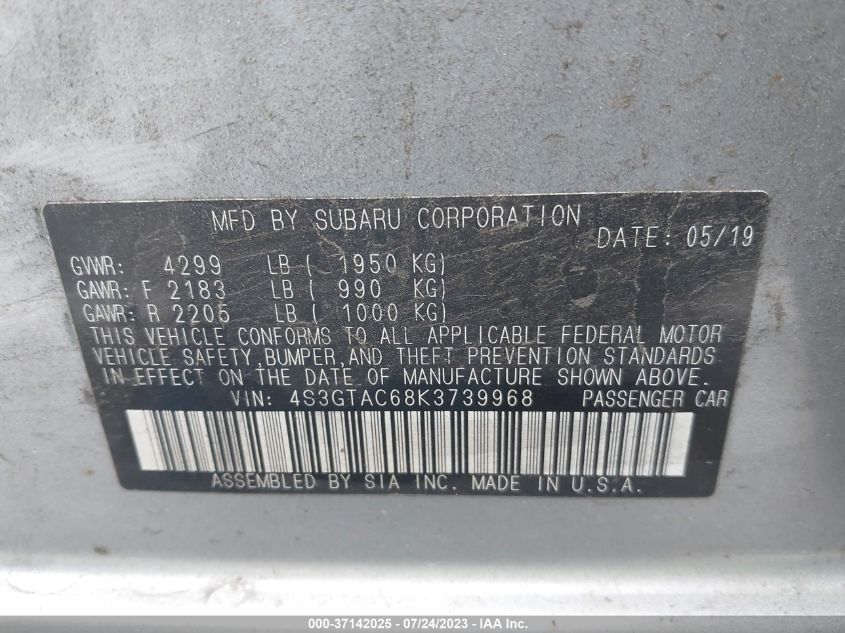 MFD BY SUBARU CORPORATION
DATE: 05/19
GVWR: 4299 LB ( 1950 KG)
GAWR: F 2183 LB ( 990 KG)
GAWR: R 2205 LB ( 1000 KG)
THIS VEHICLE CONFORMS TO ALL APPLICABLE FEDERAL MOTOR
VEHICLE SAFETY,BUMPER,AND THEFT PREVENTION STANDARDS
IN EFFECT ON THE DATE OF MANUFACTURE SHOWN ABOVE.
VIN: 4S3GTAC68K3739968 PASSENGER CAR
ASSEMBLED BY SIA INC. MADE IN U.S.A.
000-37142025 - 07/24/2023 - Copyright © IAA, Inc.